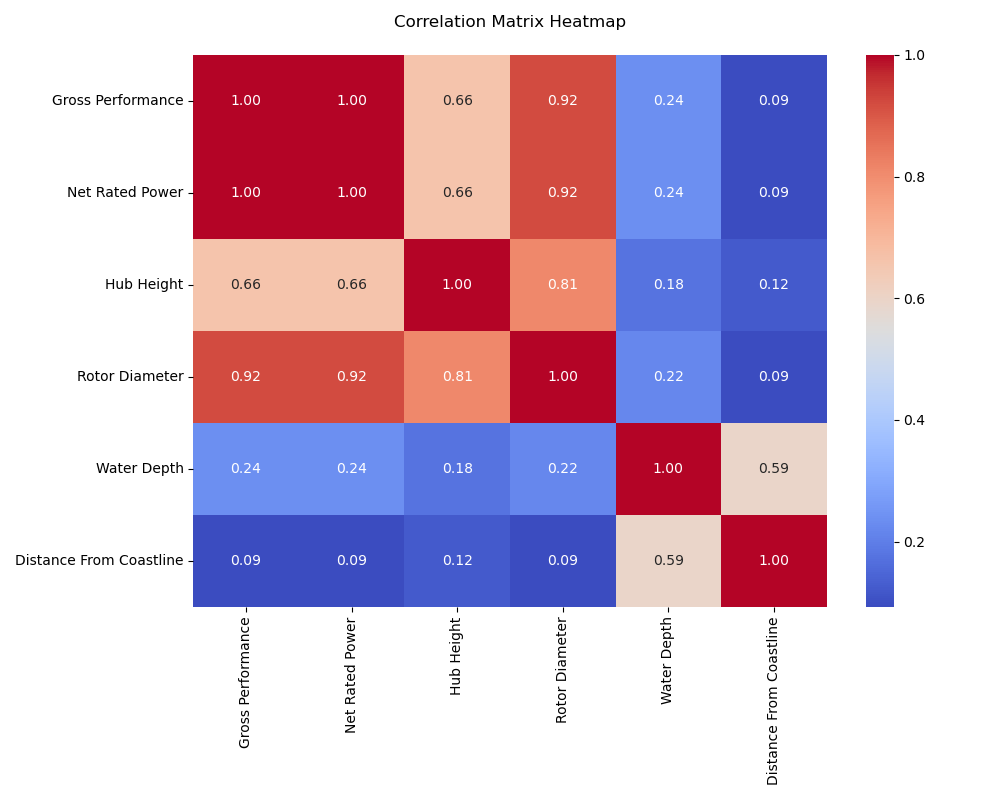 Correlation Matrix Heatmap
Gross Performance 1.00 1.00 0.66 0.92 0.24 0.09
Net Rated Power 1.00 1.00 0.66 0.92 0.24 0.09
Hub Height 0.66 0.66 1.00 0.81 0.18 0.12
Rotor Diameter 0.92 0.92 0.81 1.00 0.22 0.09
Water Depth 0.24 0.24 0.18 0.22 1.00 0.59
Distance From Coastline 0.09 0.09 0.12 0.09 0.59 1.00
Gross Performance
Net Rated Power
Hub Height
Rotor Diameter
Water Depth
Distance From Coastline
1.0
0.8
0.6
0.4
0.2